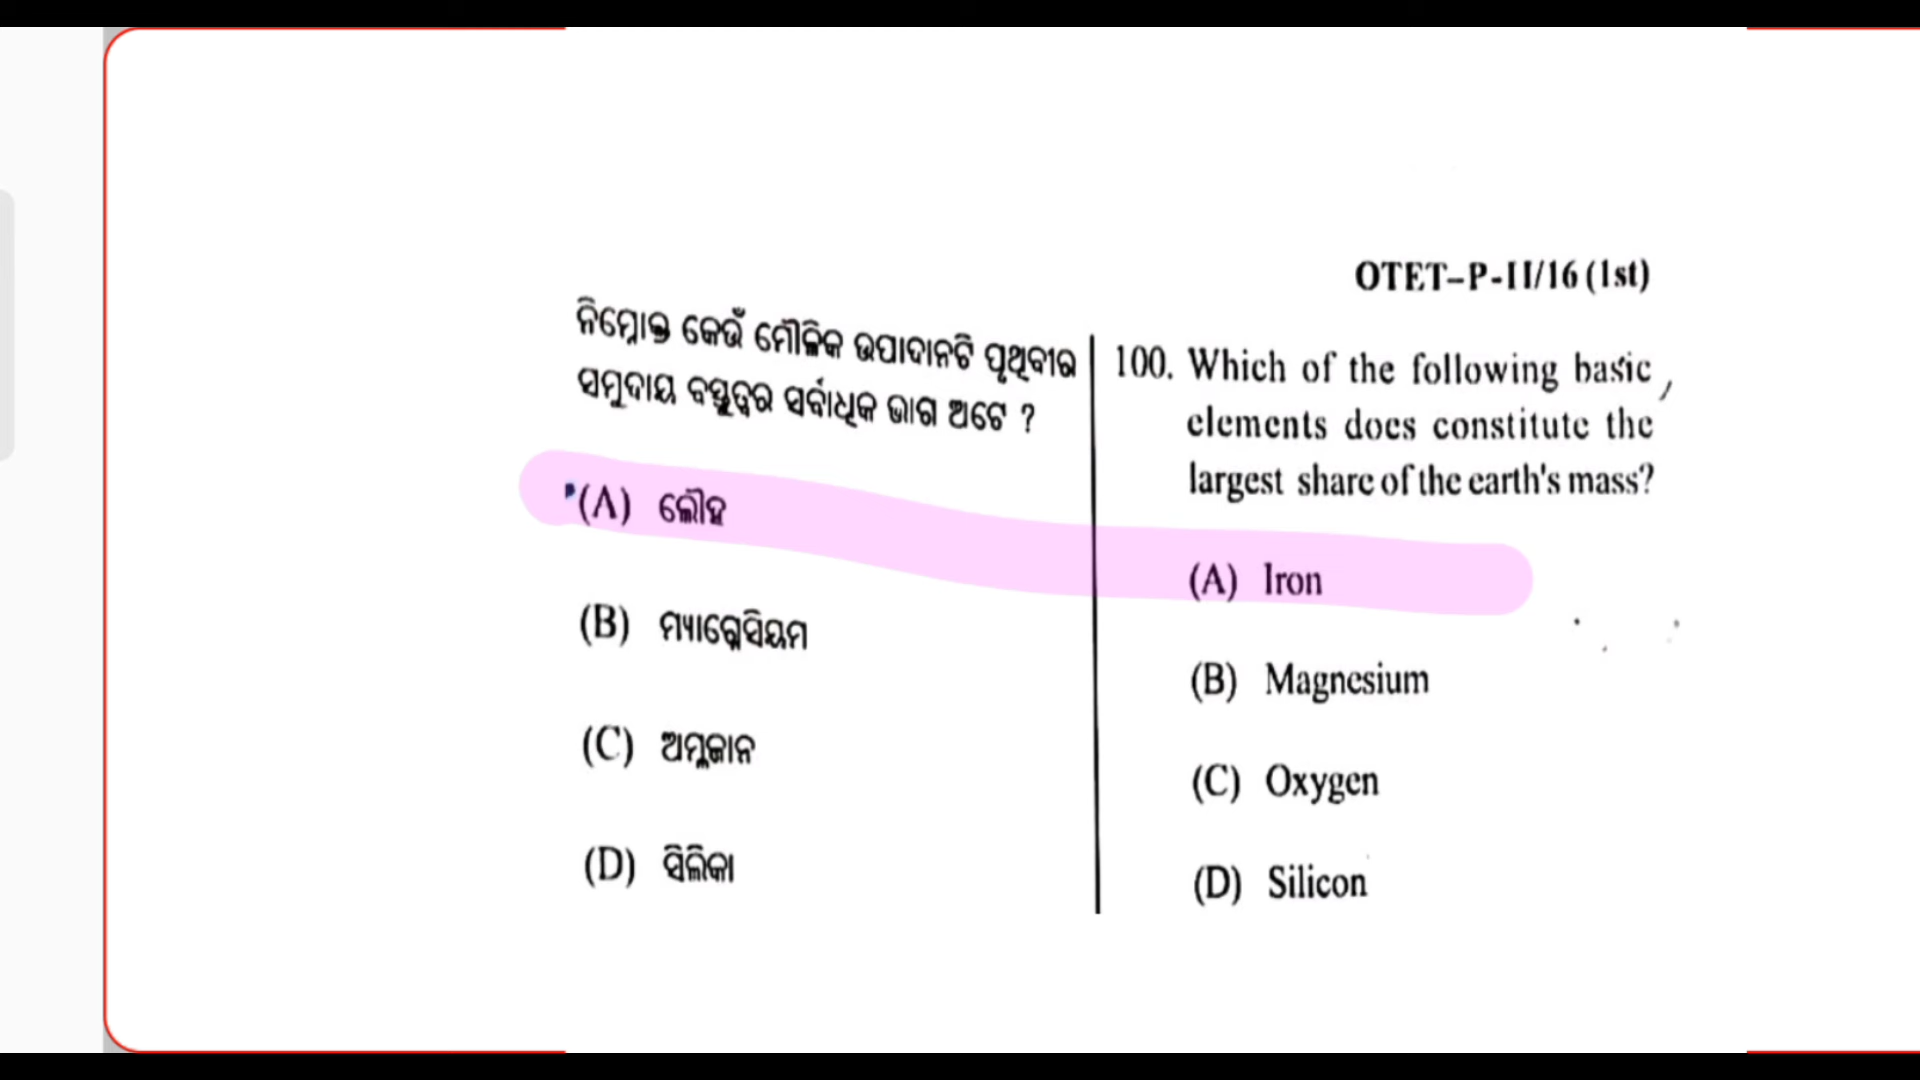 OTET–P-II/16 (1st)
ନିମ୍ନୋକ୍ତ କେଉଁ ମୌଳିକ ଉପାଦାନଟି ପୃଥିବୀର
ସମୁଦାୟ ବସ୍ତୁତ୍ୱର ସର୍ବାଧିକ ଭାଗ ଅଟେ ?
(A) ଲୌହ
(B) ମ୍ୟାଗ୍ନେସିୟମ
(C) ଅମ୍ଳଜାନ
(D) ସିଲିକା
100. Which of the following basic
elements does constitute the
largest share of the earth's mass?
(A) Iron
(B) Magnesium
(C) Oxygen
(D) Silicon